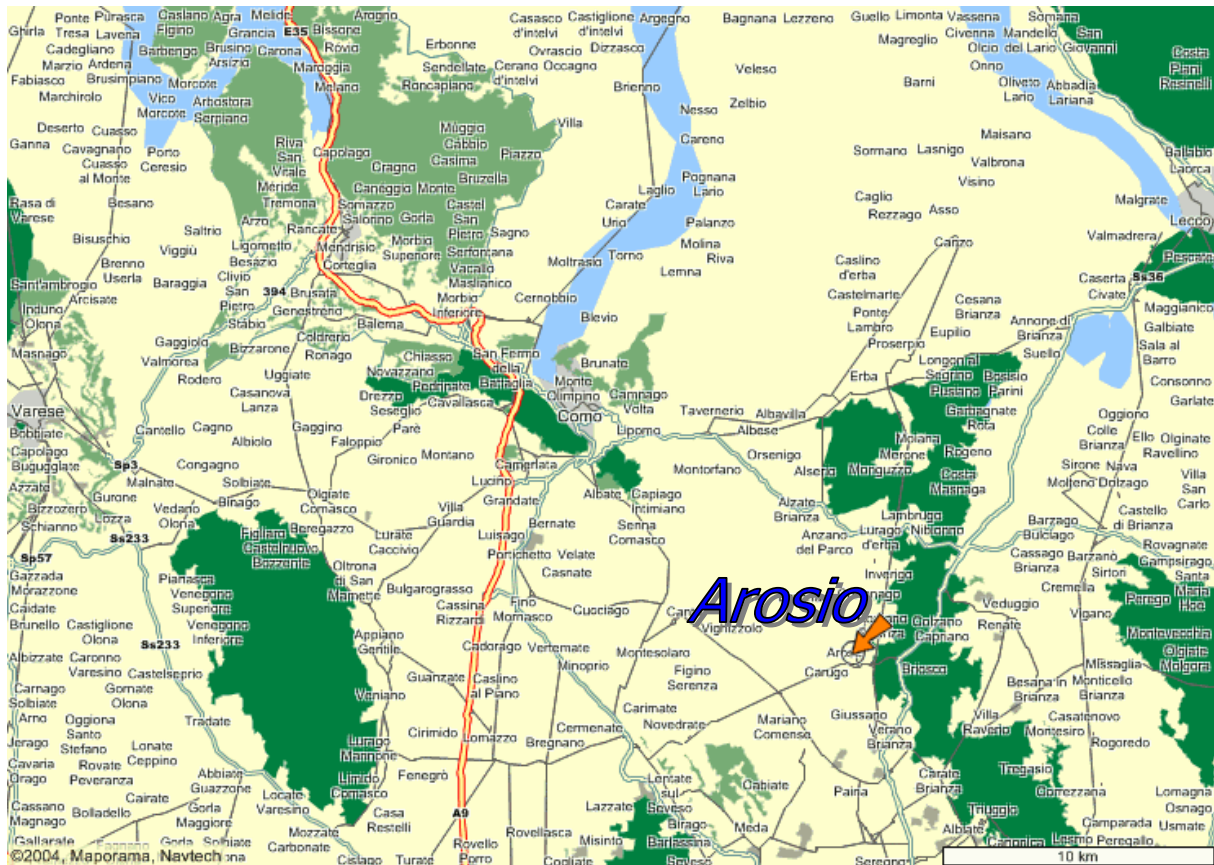 Ponte Purasca
Tresa Lavena
Ghirla
Cadegliano
Marzio Ardena
Fabiasco Brusimpiano
Marchirolo
Caslano Agra Melide
Figino Grancia
Barbengo Carona
Brusino
Arsizio
Morcote
Vico
Morcote
Arbostora
Serpiano
E35
Bissone
Rovio
Arogno
Maroggia
Melano
Erbonne
Sendellate
Roncapiano
Casasco
d'intelvi
Castiglione
d'intelvi
Argegno
Ovrascio
Dizzasco
Cerano
d'intelvi
Occagno
Brienno
Bagnana Lezzeno
Veleso
Zelbio
Nesso
Careno
Guello Limonta Vassena
Civenna
Magreglio
Olcio
Mandello
del Lario
Somana
San
Giovanni
Onno
Oliveto
Lario
Abbadia
Lariana
Costa
Piani
Resinelli
Barni
Deserto Cuasso
Ganna Cavagnano
Cuasso
al Monte
Porto
Ceresio
Riva
San
Vitale
Meride
Tremona
Arzo
Capolago
Muggio
Cabbio
Casima
Bruzella
Piazzo
Villa
Cragno
Caneggia Monte
Somazzo
Salorino
Gorla
Castel
San
Pietro
Sagno
Morbio
Superiore
Serfontana
Vacallo
Maslianico
Pognana
Lario
Laglio
Carate
Urio
Palanzo
Molina
Riva
Torno
Moltrasio
Lemna
Maisano
Sormano Lasnigo
Valbrona
Visino
Caglio
Rezzago
Asso
Canzo
Ballabio
Laorca
Malgrate
Lecco
Valmadrera
Pescate
Rasa di
Varese
Besano
Bisuschio
Saltrio
Viggiù
Brenno
Userla
Baraggia
Sant'ambrogio
Arcisate
Induno
Olona
Masnago
Rancate
Ligornetto
Besazio
Clivio
San
Pietro
Stabio
Mendrisio
Corteglia
394
Brusata
Genestrerio
Balerna
Morbio
Inferiore
Cernobbio
Blevio
Caslino
d'erba
Castelmarte
Ponte
Lambro
Proserpio
Erba
Cesana
Brianza
Eupilio
Annone di
Brianza
Suello
Caserta
Civate
Ss36
Maggianico
Galbiate
Sala al
Barro
Consonno
Garlate
Gaggiolo
Valmorea
Rodero
Bizzarone
Coldrerio
Ronago
Uggiate
Casanova
Lanza
Chiasso
Novazzano
Pedrinate
Drezzo
Seseglio
Cavallasca
Parè
San Fermo
della
Battaglia
Monte
Olimpino
Como
Brunate
Camnago
Volta
Lipomo
Tavernerio Albavilla
Albese
Orsenigo
Montorfano
Alserio
Longon al
Segrino
Pusiano
Bosisio
Parini
Garbagnate
Rota
Moiana
Merone
Monguzzo
Rogeno
Costa
Masnaga
Oggiono
Colle
Brianza
Ello Olginate
Ravellino
Sirone Nava
Molteno Dolzago
Villa
San
Carlo
Castello
di Brianza
Varese
Bobbiate
Capolago
Buguggiate
Azzate
Bizzozero
Schianno
Sp3
Cantello Cagno
Albiolo
Gaggino
Faloppio
Gironico Montano
Malnate
Congagno
Solbiate
Binago
Gurone
Lozza
Vedano
Olona
Ss233
Olgiate
Comasco
Beregazzo
Figliaro
Castelnuovo
Bozzente
Camerlata
Lucino
Grandate
Villa
Guardia
Lurate
Caccivio
Albate
Capiago
Intimiano
Senna
Comasco
Bernate
Luisago
Portichetto Velate
Casnate
Alzate
Brianza
Anzano
del Parco
Lambrugo
Lurago
d'erba
Nibionno
Inverigo
Barzago
Bulciago
Cassago
Brianza
Barzanò
Sirtori
Rovagnate
Campsirago
Santa
Maria
Hoe
Perego
Cremella
Viganò
Veduggio
Renate
Montevecchia
Olgiate
Molgora
Sp57
Gazzada
Morazzone
Caidate
Brunello
Castiglione
Olona
Pianasca
Venegono
Superiore
Venegono
Inferiore
Oltrona
di San
Mamette
Appiano
Gentile
Bulgarograsso
Cassina
Rizzardi
Fino
Mornasco
Cucciago
Cadorago Vertemate
Minoprio
Arosio
Vighizzolo
Montesolaro
Figino
Serenza
Carugo
Colzano
Capriano
Briosco
Missaglia
Monticello
Brianza
Besana in
Brianza
Casatenovo
Ss233
Albizzate Caronno
Varesino
Castelseprio
Carnago
Solbiate
Arno
Gornate
Olona
Oggiona
Santo
Stefano
Tradate
Veniano
Guanzate
Caslino
al Piano
Carimate
Novedrate
Mariano
Comense
Giussano
Verano
Brianza
Villa
Raverio
Montesiro
Rogoredo
Jerago
Cavaria
Orago
Rovate
Peveranza
Lonate
Ceppino
Abbiate
Guazzone
Lurago
Marinone
Limido
Comasco
Cirimido Lomazzo
Cermenate
Bregnano
Fenegrò
Lentate
sul
Seveso
Cabiate
Paina
Carate
Brianza
Tregasio
Correzzana
Triuggio
Lomagna
Osnago
Usmate
Cassano
Magnago
Bolladello
Cairate
Gorla
Maggiore
Locate
Varesino
Mozzate
Carbonate
Casa
Restelli
A9
Rovellasca
Lazzate
Birago
Meda
Misinto
Barlassina
Seveso
Albiate
Canonica
Lesmo Peregallo
Camparada
Gallarate
Fagnano
Gorla
Solbiate
Cislago
Turate
Rovello
Porro
Cogliate
Seregno
©2004, Maporama, Navtech
10 km